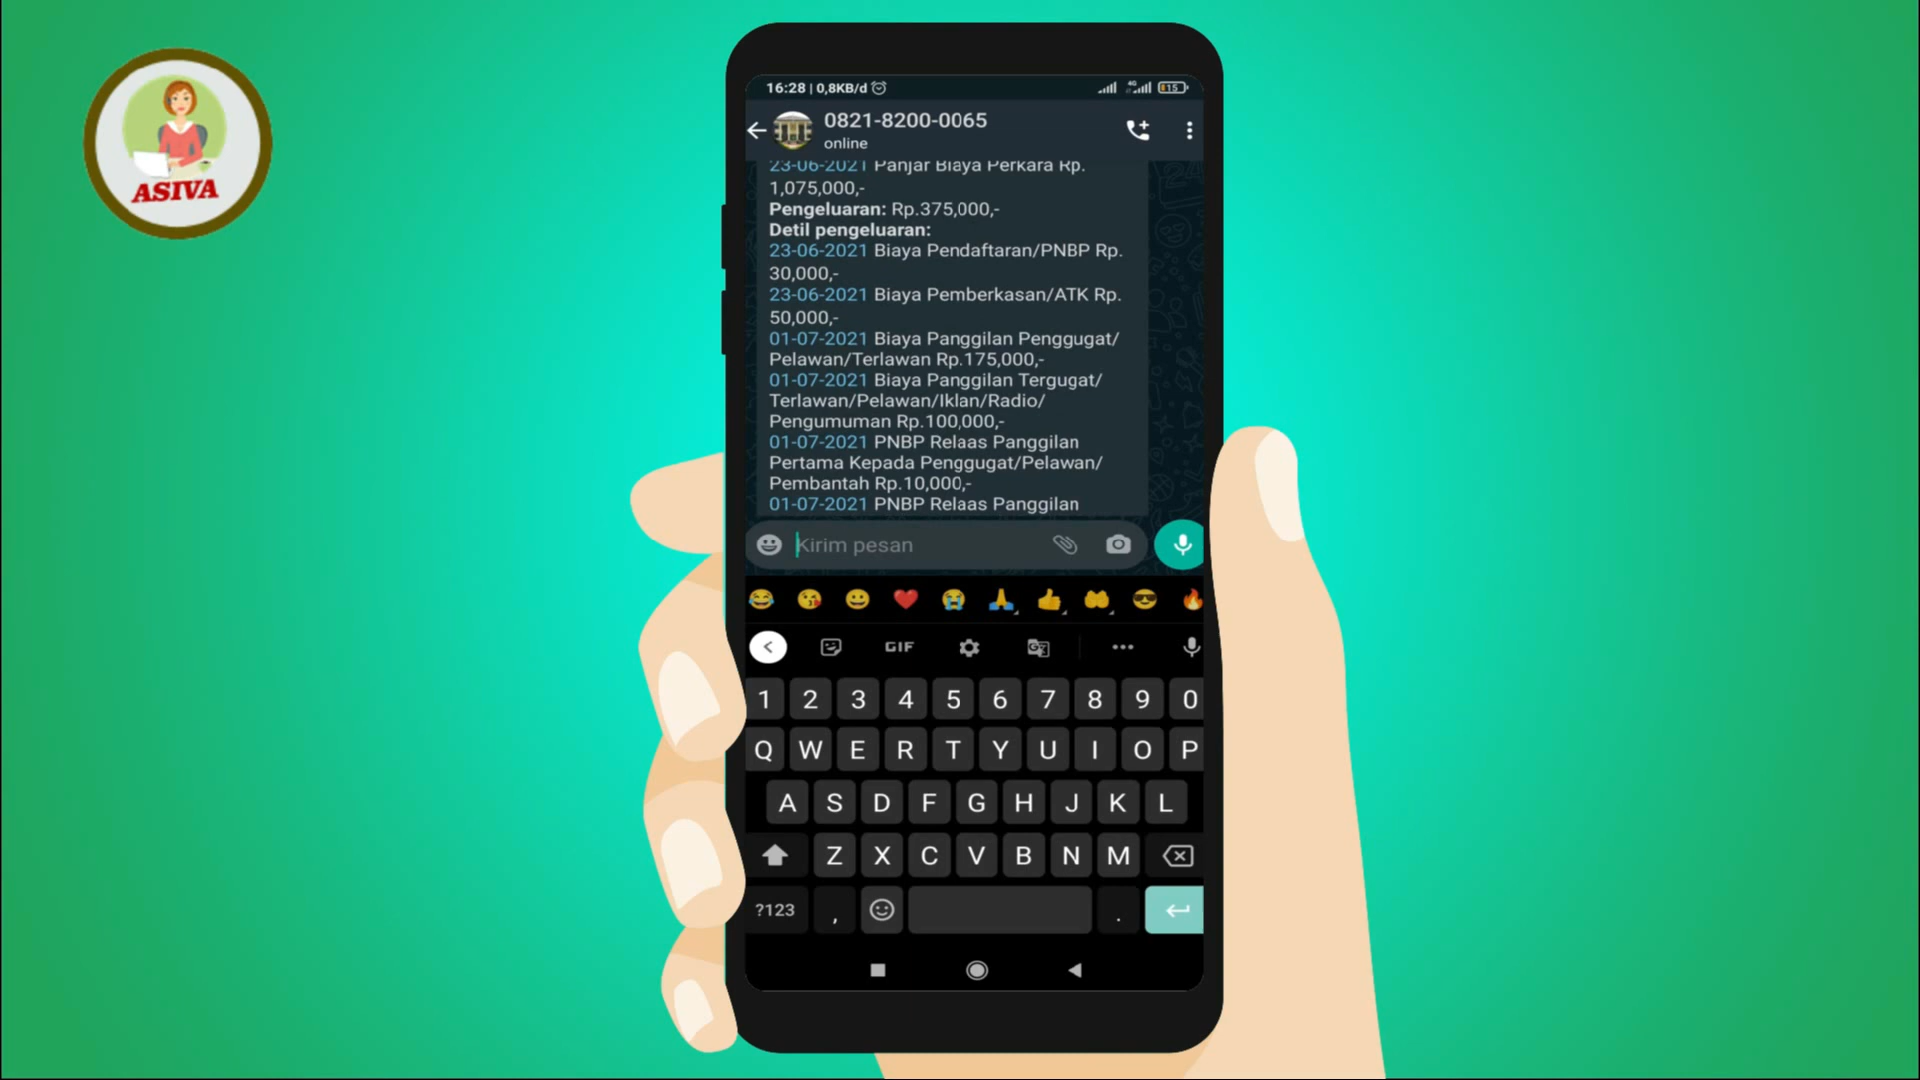 ASIVA
16:28 | 0,8KB/d
4G
15
0821-8200-0065
online
23-06-2021 Panjar Biaya Perkara Rp.
1,075,000,-
Pengeluaran: Rp.375,000,-
Detil pengeluaran:
23-06-2021 Biaya Pendaftaran/PNBP Rp.
30,000,-
23-06-2021 Biaya Pemberkasan/ATK Rp.
50,000,-
01-07-2021 Biaya Panggilan Penggugat/
Pelawan/Terlawan Rp.175,000,-
01-07-2021 Biaya Panggilan Tergugat/
Terlawan/Pelawan/Iklan/Radio/
Pengumuman Rp.100,000,-
01-07-2021 PNBP Relaas Panggilan
Pertama Kepada Penggugat/Pelawan/
Pembantah Rp.10,000,-
01-07-2021 PNBP Relaas Panggilan
Kirim pesan
GIF
1 2 3 4 5 6 7 8 9 0
Q W E R T Y U I O P
A S D F G H J K L
Z X C V B N M
?123 , .